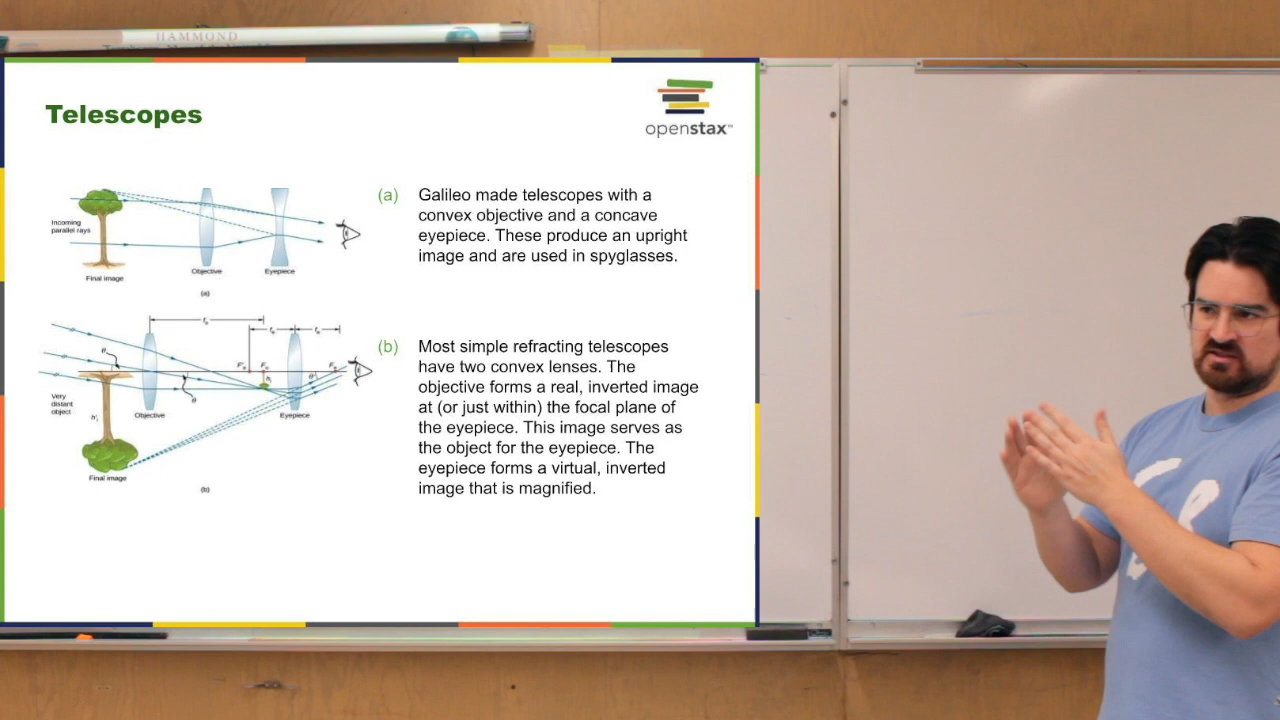 HAMMOND
Telescopes
openstax™
Incoming
parallel rays
Final image
Objective
Eyepiece
(a)
(a) Galileo made telescopes with a
convex objective and a concave
eyepiece. These produce an upright
image and are used in spyglasses.
Very
distant
object
Objective
Eyepiece
Final image
(b)
(b) Most simple refracting telescopes
have two convex lenses. The
objective forms a real, inverted image
at (or just within) the focal plane of
the eyepiece. This image serves as
the object for the eyepiece. The
eyepiece forms a virtual, inverted
image that is magnified.